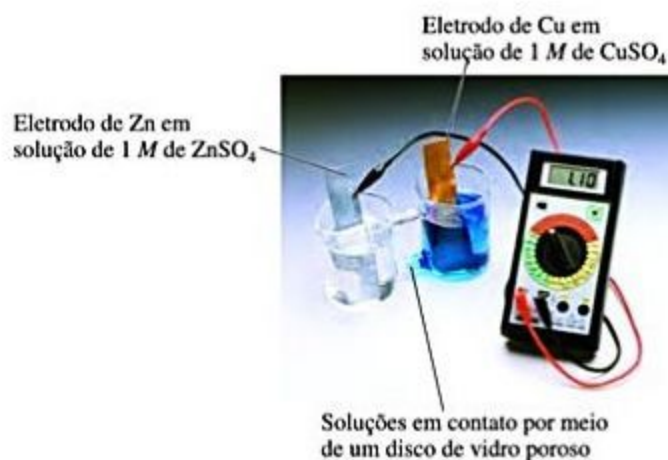 Eletrodo de Cu em
solução de 1 M de CuSO₄
Eletrodo de Zn em
solução de 1 M de ZnSO₄
1.10
Soluções em contato por meio
de um disco de vidro poroso